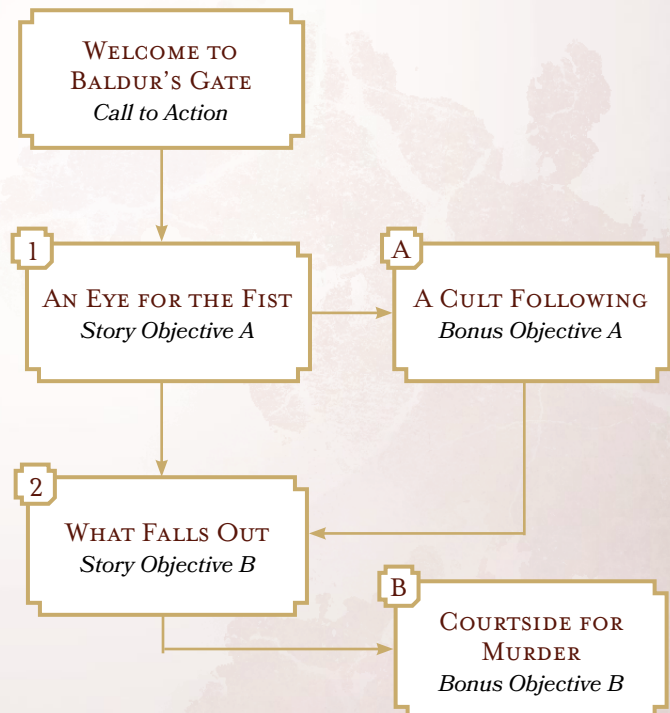 Welcome to
Baldur's Gate
Call to Action
1
An Eye for the Fist
Story Objective A
A
A Cult Following
Bonus Objective A
2
What Falls Out
Story Objective B
B
Courtside for
Murder
Bonus Objective B